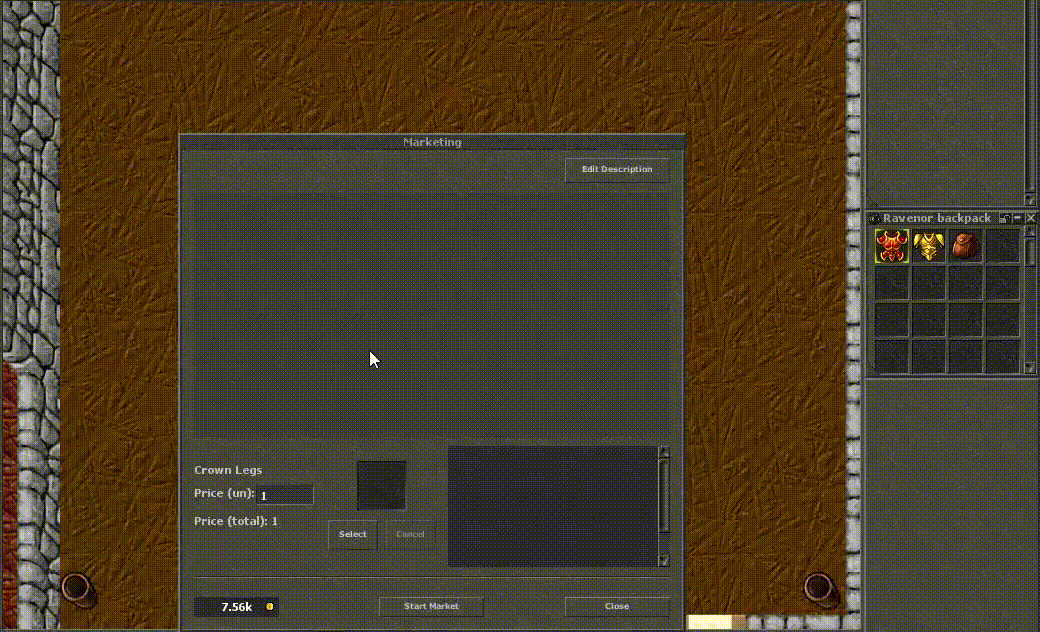 Marketing
Edit Description
Ravenor backpack
Crown Legs
Price (un): 1
Price (total): 1
Select
Cancel
7.56k
Start Market
Close